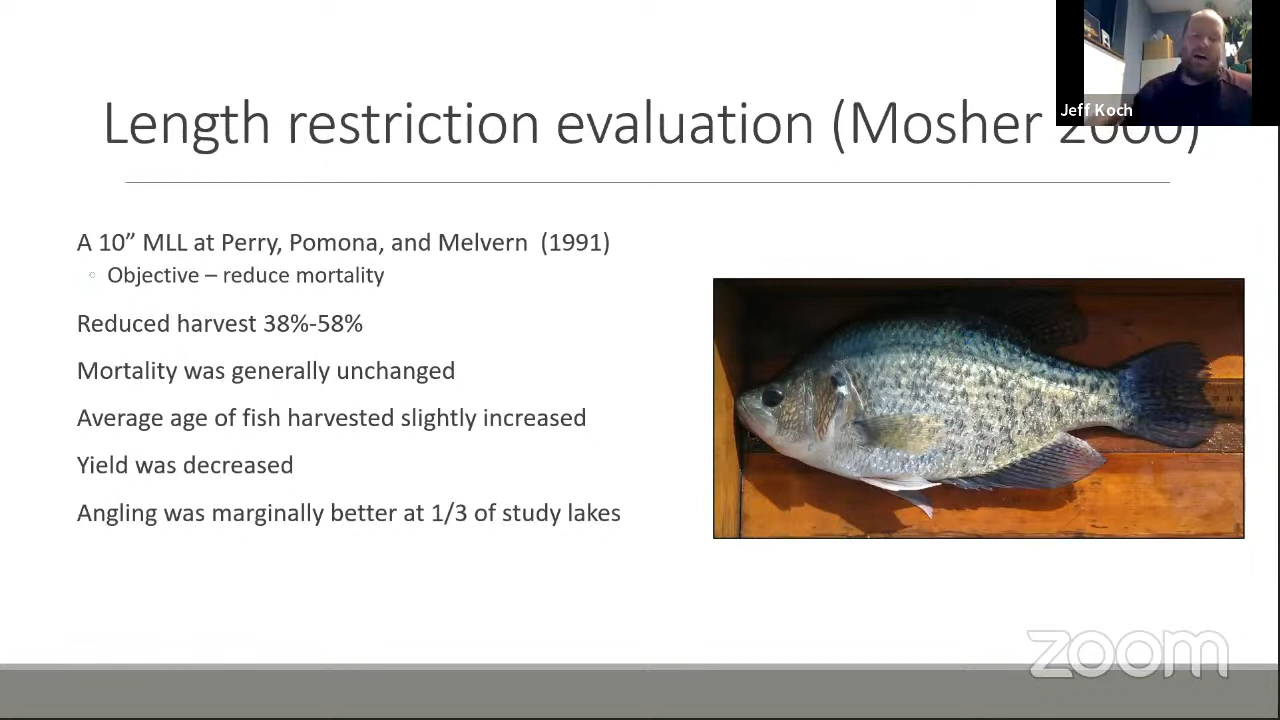 Jeff Koch
Length restriction evaluation (Mosher 2000)
A 10” MLL at Perry, Pomona, and Melvern (1991)
◦ Objective – reduce mortality
Reduced harvest 38%-58%
Mortality was generally unchanged
Average age of fish harvested slightly increased
Yield was decreased
Angling was marginally better at 1/3 of study lakes
zoom